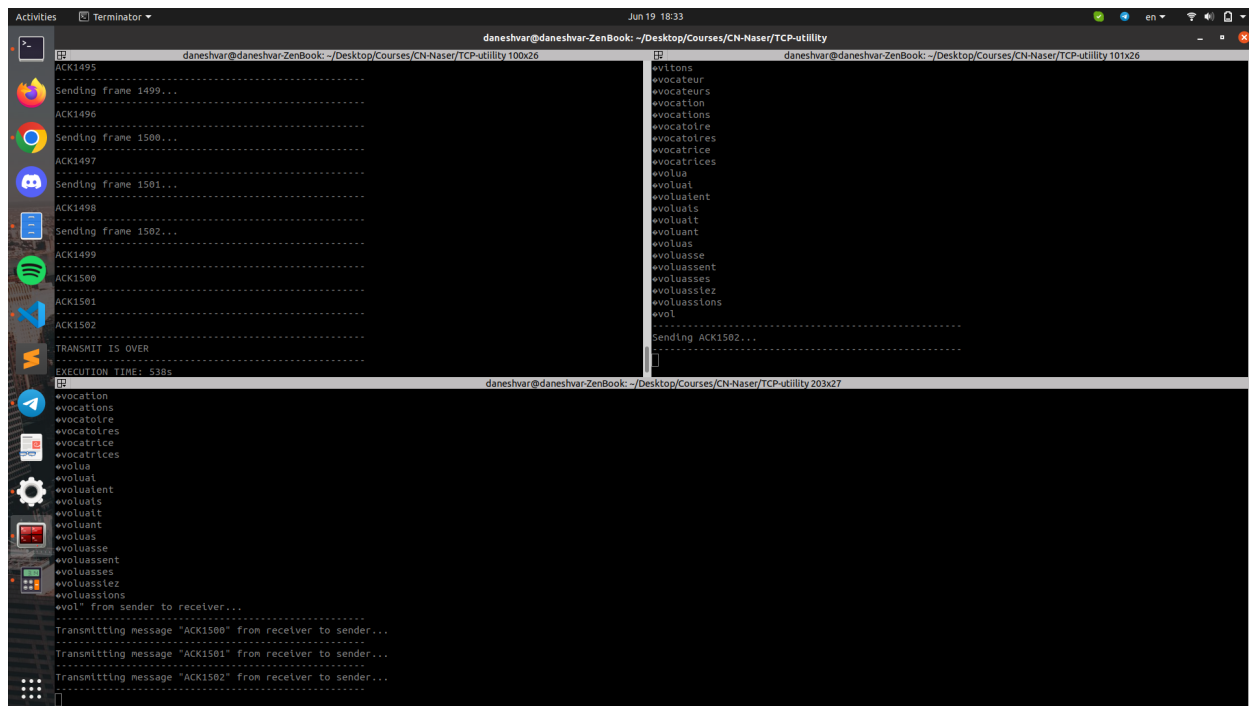 Activities Terminator Jun 19 18:33 en
daneshvar@daneshvar-ZenBook: ~/Desktop/Courses/CN-Naser/TCP-utiility
daneshvar@daneshvar-ZenBook: ~/Desktop/Courses/CN-Naser/TCP-utiility 100x26
ACK1495
------------------------------------------------------
Sending frame 1499...
------------------------------------------------------
ACK1496
------------------------------------------------------
Sending frame 1500...
------------------------------------------------------
ACK1497
------------------------------------------------------
Sending frame 1501...
------------------------------------------------------
ACK1498
------------------------------------------------------
Sending frame 1502...
------------------------------------------------------
ACK1499
------------------------------------------------------
ACK1500
------------------------------------------------------
ACK1501
------------------------------------------------------
ACK1502
------------------------------------------------------
TRANSMIT IS OVER
------------------------------------------------------
EXECUTION TIME: 538s
daneshvar@daneshvar-ZenBook: ~/Desktop/Courses/CN-Naser/TCP-utiility 101x26
�vitons
�vocateur
�vocateurs
�vocation
�vocations
�vocatoire
�vocatoires
�vocatrice
�vocatrices
�volua
�voluai
�voluaient
�voluais
�voluait
�voluant
�voluas
�voluasse
�voluassent
�voluasses
�voluassiez
�voluassions
�vol
------------------------------------------------------
Sending ACK1502...
------------------------------------------------------
daneshvar@daneshvar-ZenBook: ~/Desktop/Courses/CN-Naser/TCP-utiility 203x27
�vocation
�vocations
�vocatoire
�vocatoires
�vocatrice
�vocatrices
�volua
�voluai
�voluaient
�voluais
�voluait
�voluant
�voluas
�voluasse
�voluassent
�voluasses
�voluassiez
�voluassions
�vol" from sender to receiver...
------------------------------------------------------
Transmitting message "ACK1500" from receiver to sender...
------------------------------------------------------
Transmitting message "ACK1501" from receiver to sender...
------------------------------------------------------
Transmitting message "ACK1502" from receiver to sender...
------------------------------------------------------